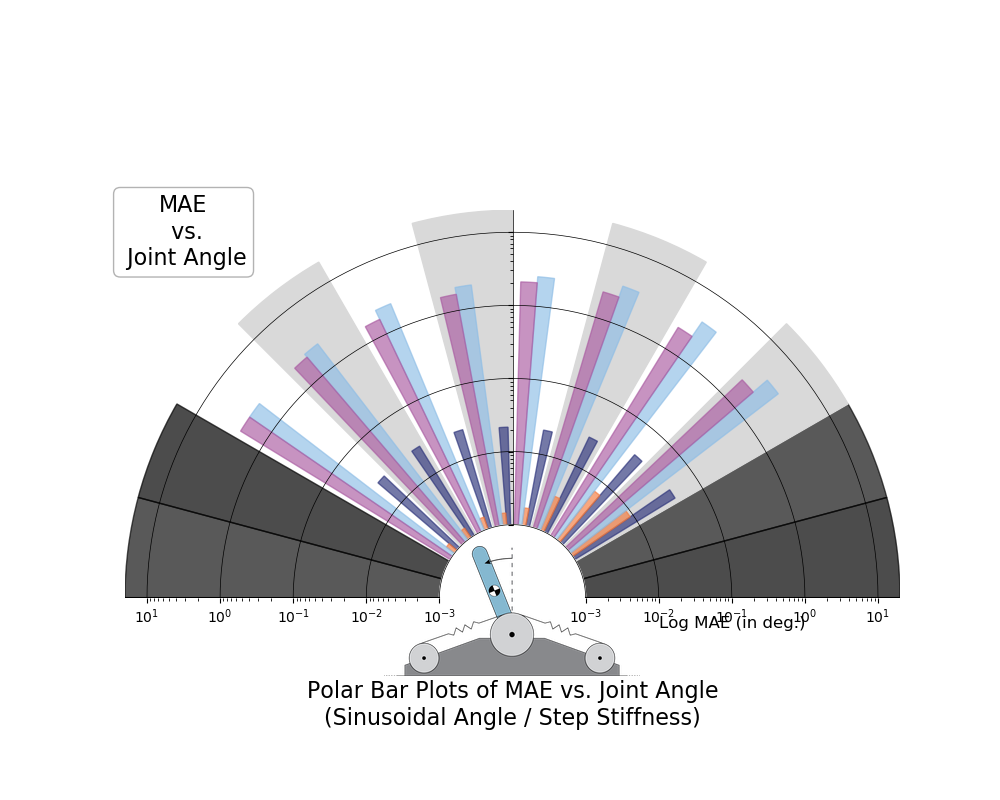 MAE
vs.
Joint Angle
10¹ 10⁰ 10⁻¹ 10⁻² 10⁻³ 10⁻³ 10⁻² 10⁻¹ 10⁰ 10¹
Log MAE (in deg.)
Polar Bar Plots of MAE vs. Joint Angle
(Sinusoidal Angle / Step Stiffness)